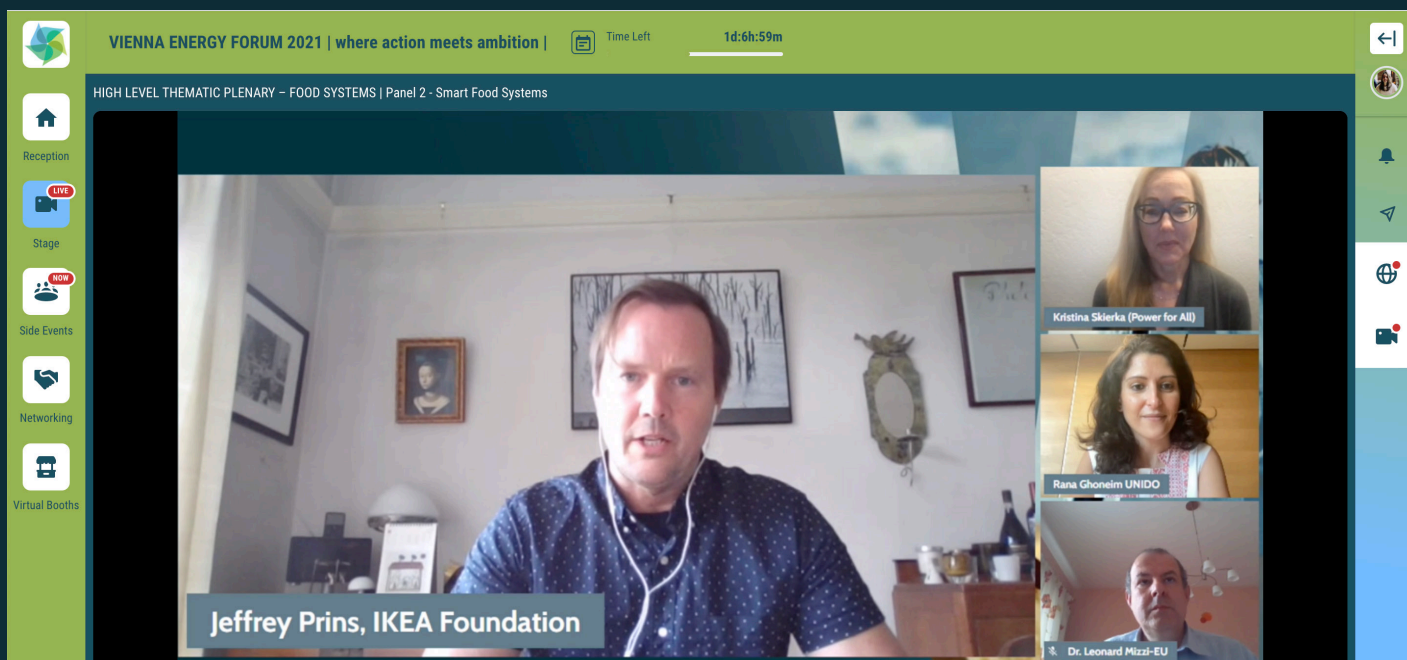 VIENNA ENERGY FORUM 2021 | where action meets ambition |
Time Left
1d:6h:59m
HIGH LEVEL THEMATIC PLENARY – FOOD SYSTEMS | Panel 2 - Smart Food Systems
Reception
LIVE
Stage
NOW
Side Events
Networking
Virtual Booths
Kristina Skierka (Power for All)
Rana Ghoneim UNIDO
Jeffrey Prins, IKEA Foundation
Dr. Leonard Mizzi-EU